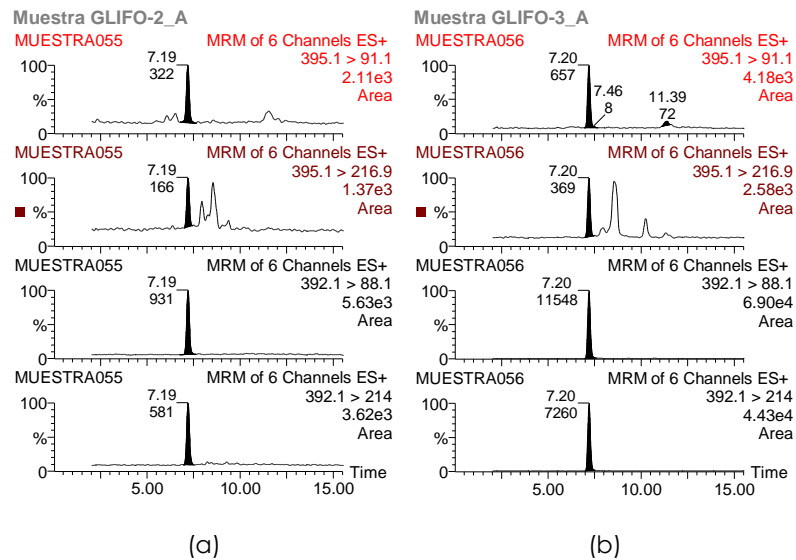 Muestra GLIFO-2_A
MUESTRA055 MRM of 6 Channels ES+
395.1 > 91.1
2.11e3
Area
7.19
322
100
%
0
MUESTRA055 MRM of 6 Channels ES+
395.1 > 216.9
1.37e3
Area
7.19
166
100
%
0
MUESTRA055 MRM of 6 Channels ES+
392.1 > 88.1
5.63e3
Area
7.19
931
100
%
0
MUESTRA055 MRM of 6 Channels ES+
392.1 > 214
3.62e3
Area
7.19
581
100
%
0
Time
5.00 10.00 15.00
(a)
Muestra GLIFO-3_A
MUESTRA056 MRM of 6 Channels ES+
395.1 > 91.1
4.18e3
Area
7.20
657
7.46
8
11.39
72
100
%
0
MUESTRA056 MRM of 6 Channels ES+
395.1 > 216.9
2.58e3
Area
7.20
369
100
%
0
MUESTRA056 MRM of 6 Channels ES+
392.1 > 88.1
6.90e4
Area
7.20
11548
100
%
0
MUESTRA056 MRM of 6 Channels ES+
392.1 > 214
4.43e4
Area
7.20
7260
100
%
0
Time
5.00 10.00 15.00
(b)